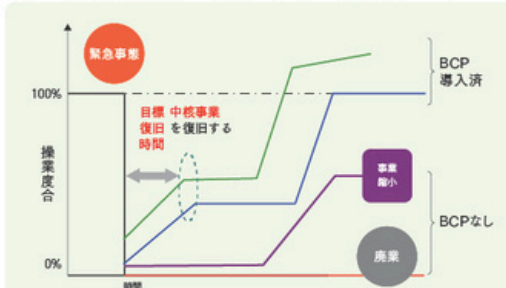 緊急事態
BCP
導入済
100%
目標 中核事業
復旧 を復旧する
時間
操業度合
事業
縮小
BCPなし
廃業
0%
時間